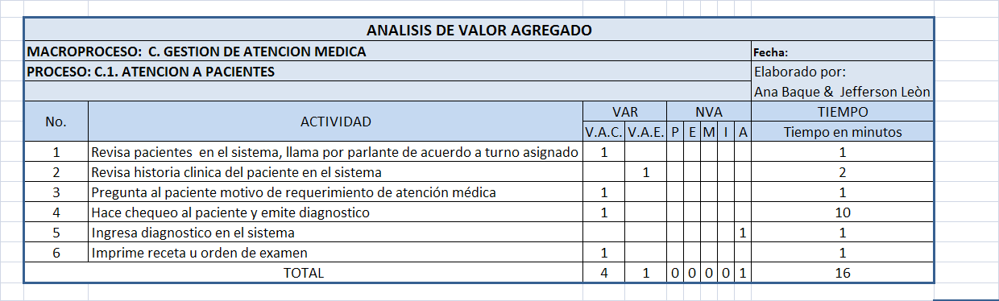 ANALISIS DE VALOR AGREGADO
MACROPROCESO: C. GESTION DE ATENCION MEDICA Fecha:
PROCESO: C.1. ATENCION A PACIENTES Elaborado por:
Ana Baque & Jefferson Leòn
No. ACTIVIDAD VAR NVA TIEMPO
V.A.C. V.A.E. P E M I A Tiempo en minutos
1 Revisa pacientes en el sistema, llama por parlante de acuerdo a turno asignado 1 1
2 Revisa historia clinica del paciente en el sistema 1 2
3 Pregunta al paciente motivo de requerimiento de atención médica 1 1
4 Hace chequeo al paciente y emite diagnostico 1 10
5 Ingresa diagnostico en el sistema 1 1
6 Imprime receta u orden de examen 1 1
TOTAL 4 1 0 0 0 0 1 16